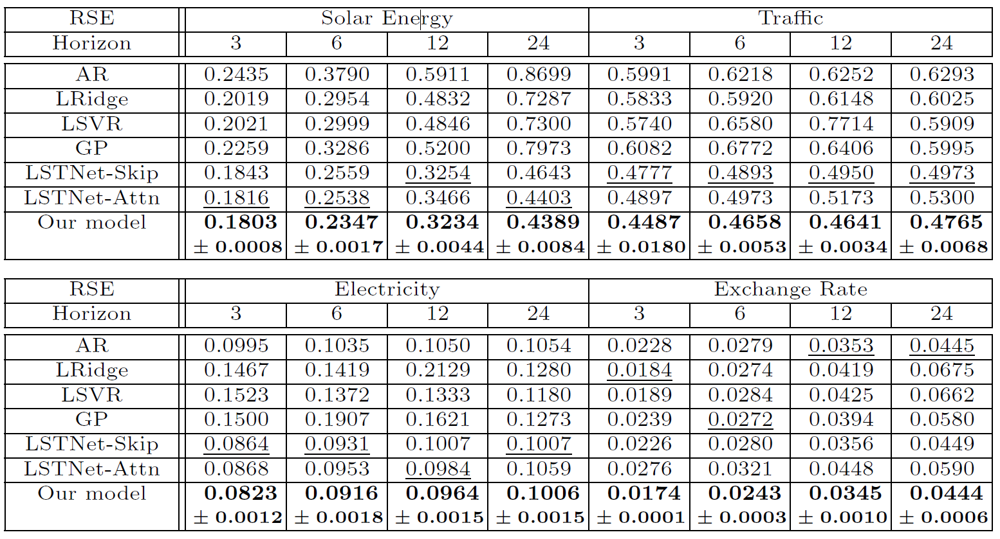 RSE Solar Energy Traffic
Horizon 3 6 12 24 3 6 12 24
AR 0.2435 0.3790 0.5911 0.8699 0.5991 0.6218 0.6252 0.6293
LRidge 0.2019 0.2954 0.4832 0.7287 0.5833 0.5920 0.6148 0.6025
LSVR 0.2021 0.2999 0.4846 0.7300 0.5740 0.6580 0.7714 0.5909
GP 0.2259 0.3286 0.5200 0.7973 0.6082 0.6772 0.6406 0.5995
LSTNet-Skip 0.1843 0.2559 0.3254 0.4643 0.4777 0.4893 0.4950 0.4973
LSTNet-Attn 0.1816 0.2538 0.3466 0.4403 0.4897 0.4973 0.5173 0.5300
Our model 0.1803 0.2347 0.3234 0.4389 0.4487 0.4658 0.4641 0.4765
± 0.0008 ± 0.0017 ± 0.0044 ± 0.0084 ± 0.0180 ± 0.0053 ± 0.0034 ± 0.0068
RSE Electricity Exchange Rate
Horizon 3 6 12 24 3 6 12 24
AR 0.0995 0.1035 0.1050 0.1054 0.0228 0.0279 0.0353 0.0445
LRidge 0.1467 0.1419 0.2129 0.1280 0.0184 0.0274 0.0419 0.0675
LSVR 0.1523 0.1372 0.1333 0.1180 0.0189 0.0284 0.0425 0.0662
GP 0.1500 0.1907 0.1621 0.1273 0.0239 0.0272 0.0394 0.0580
LSTNet-Skip 0.0864 0.0931 0.1007 0.1007 0.0226 0.0280 0.0356 0.0449
LSTNet-Attn 0.0868 0.0953 0.0984 0.1059 0.0276 0.0321 0.0448 0.0590
Our model 0.0823 0.0916 0.0964 0.1006 0.0174 0.0243 0.0345 0.0444
± 0.0012 ± 0.0018 ± 0.0015 ± 0.0015 ± 0.0001 ± 0.0003 ± 0.0010 ± 0.0006